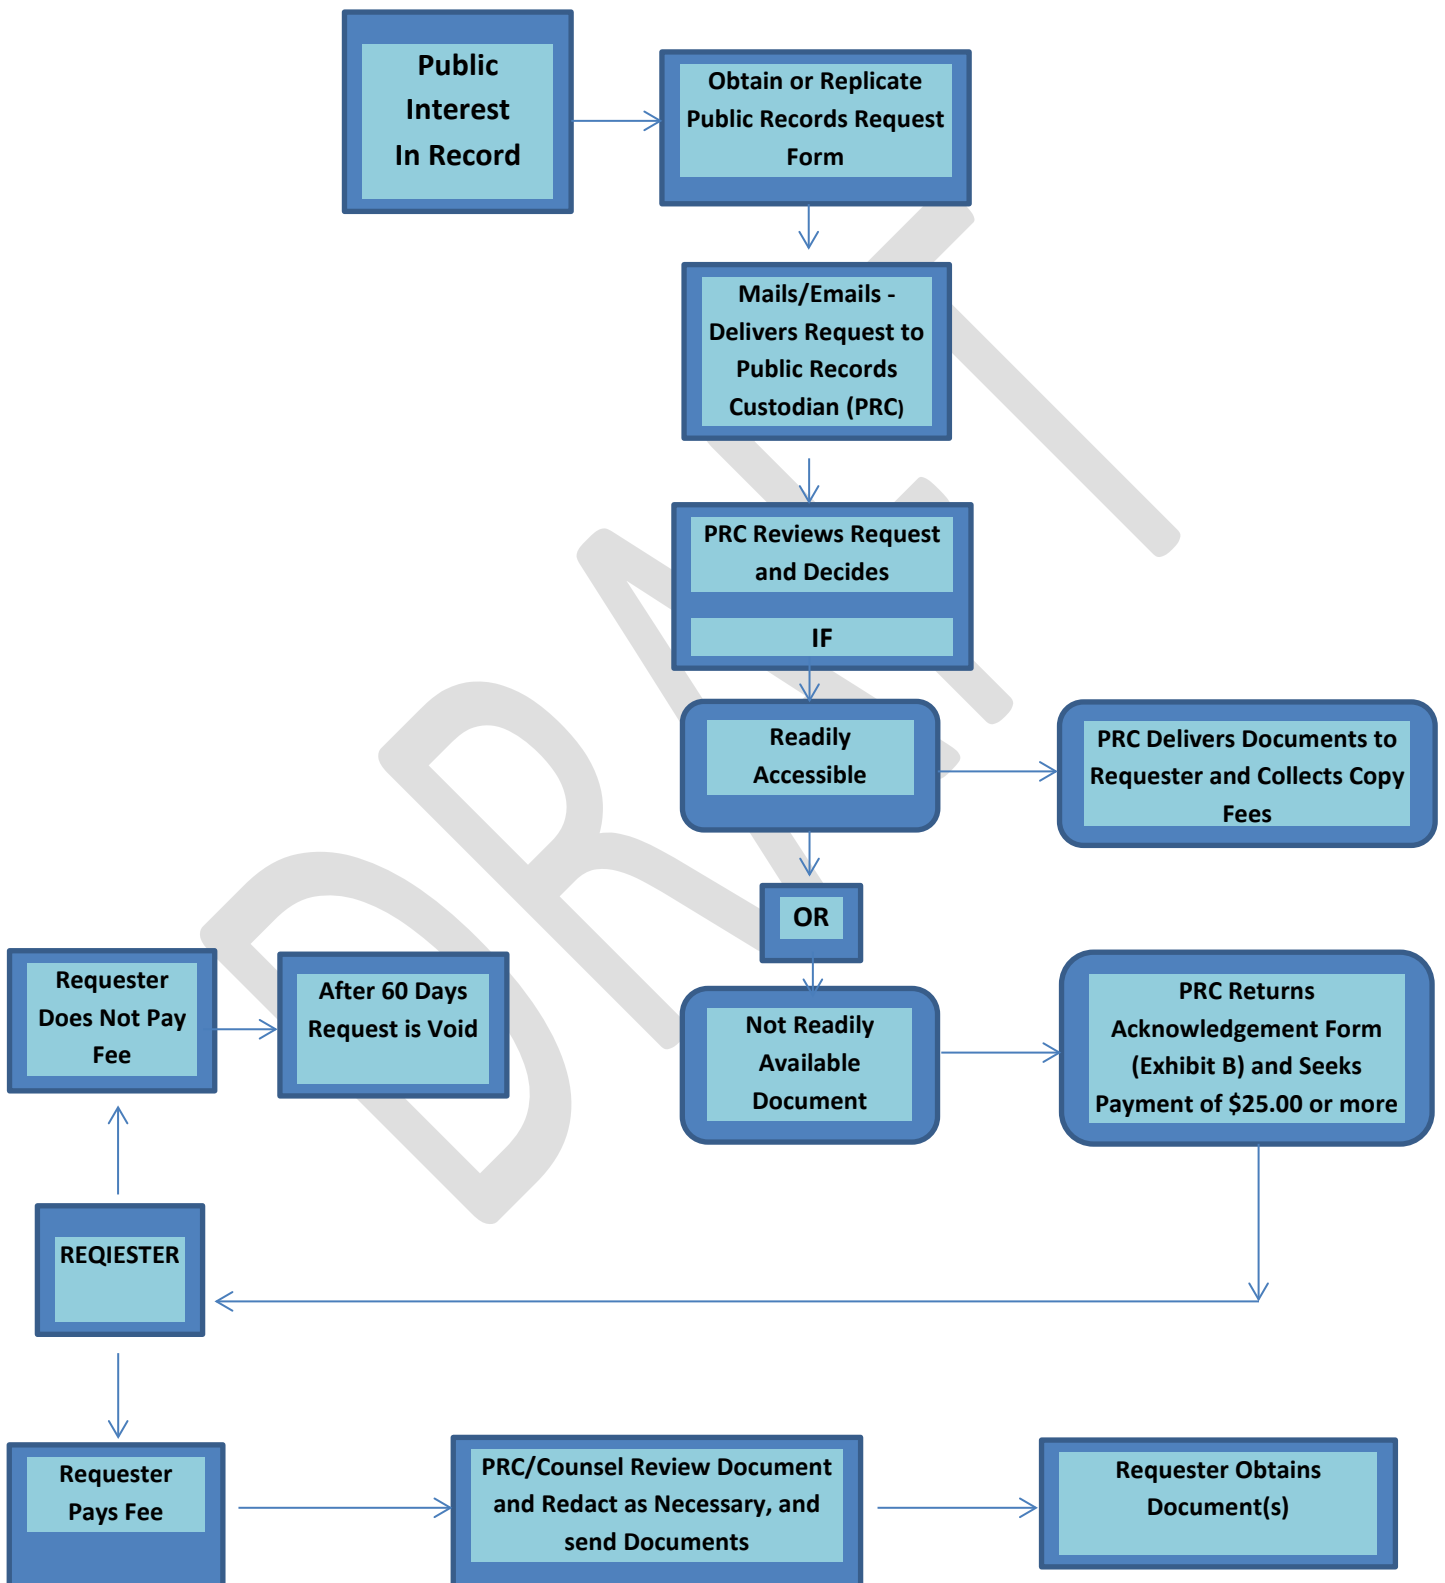 Public
Interest
In Record
Obtain or Replicate
Public Records Request
Form
Mails/Emails -
Delivers Request to
Public Records
Custodian (PRC)
PRC Reviews Request
and Decides
IF
Readily
Accessible
PRC Delivers Documents to
Requester and Collects Copy
Fees
OR
Requester
Does Not Pay
Fee
After 60 Days
Request is Void
Not Readily
Available
Document
PRC Returns
Acknowledgement Form
(Exhibit B) and Seeks
Payment of $25.00 or more
REQIESTER
Requester
Pays Fee
PRC/Counsel Review Document
and Redact as Necessary, and
send Documents
Requester Obtains
Document(s)
DRAFT